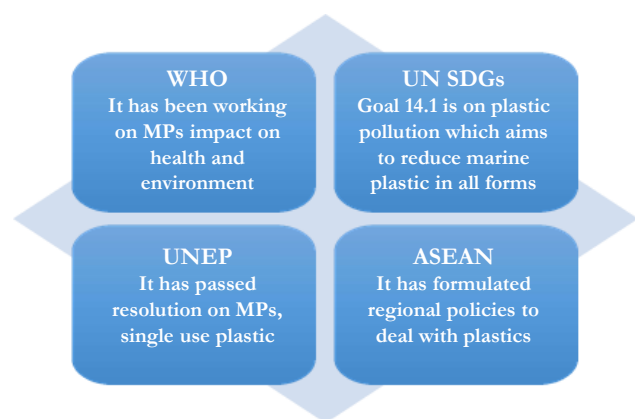 WHO
It has been working
on MPs impact on
health and
environment
UN SDGs
Goal 14.1 is on plastic
pollution which aims
to reduce marine
plastic in all forms
UNEP
It has passed
resolution on MPs,
single use plastic
ASEAN
It has formulated
regional policies to
deal with plastics